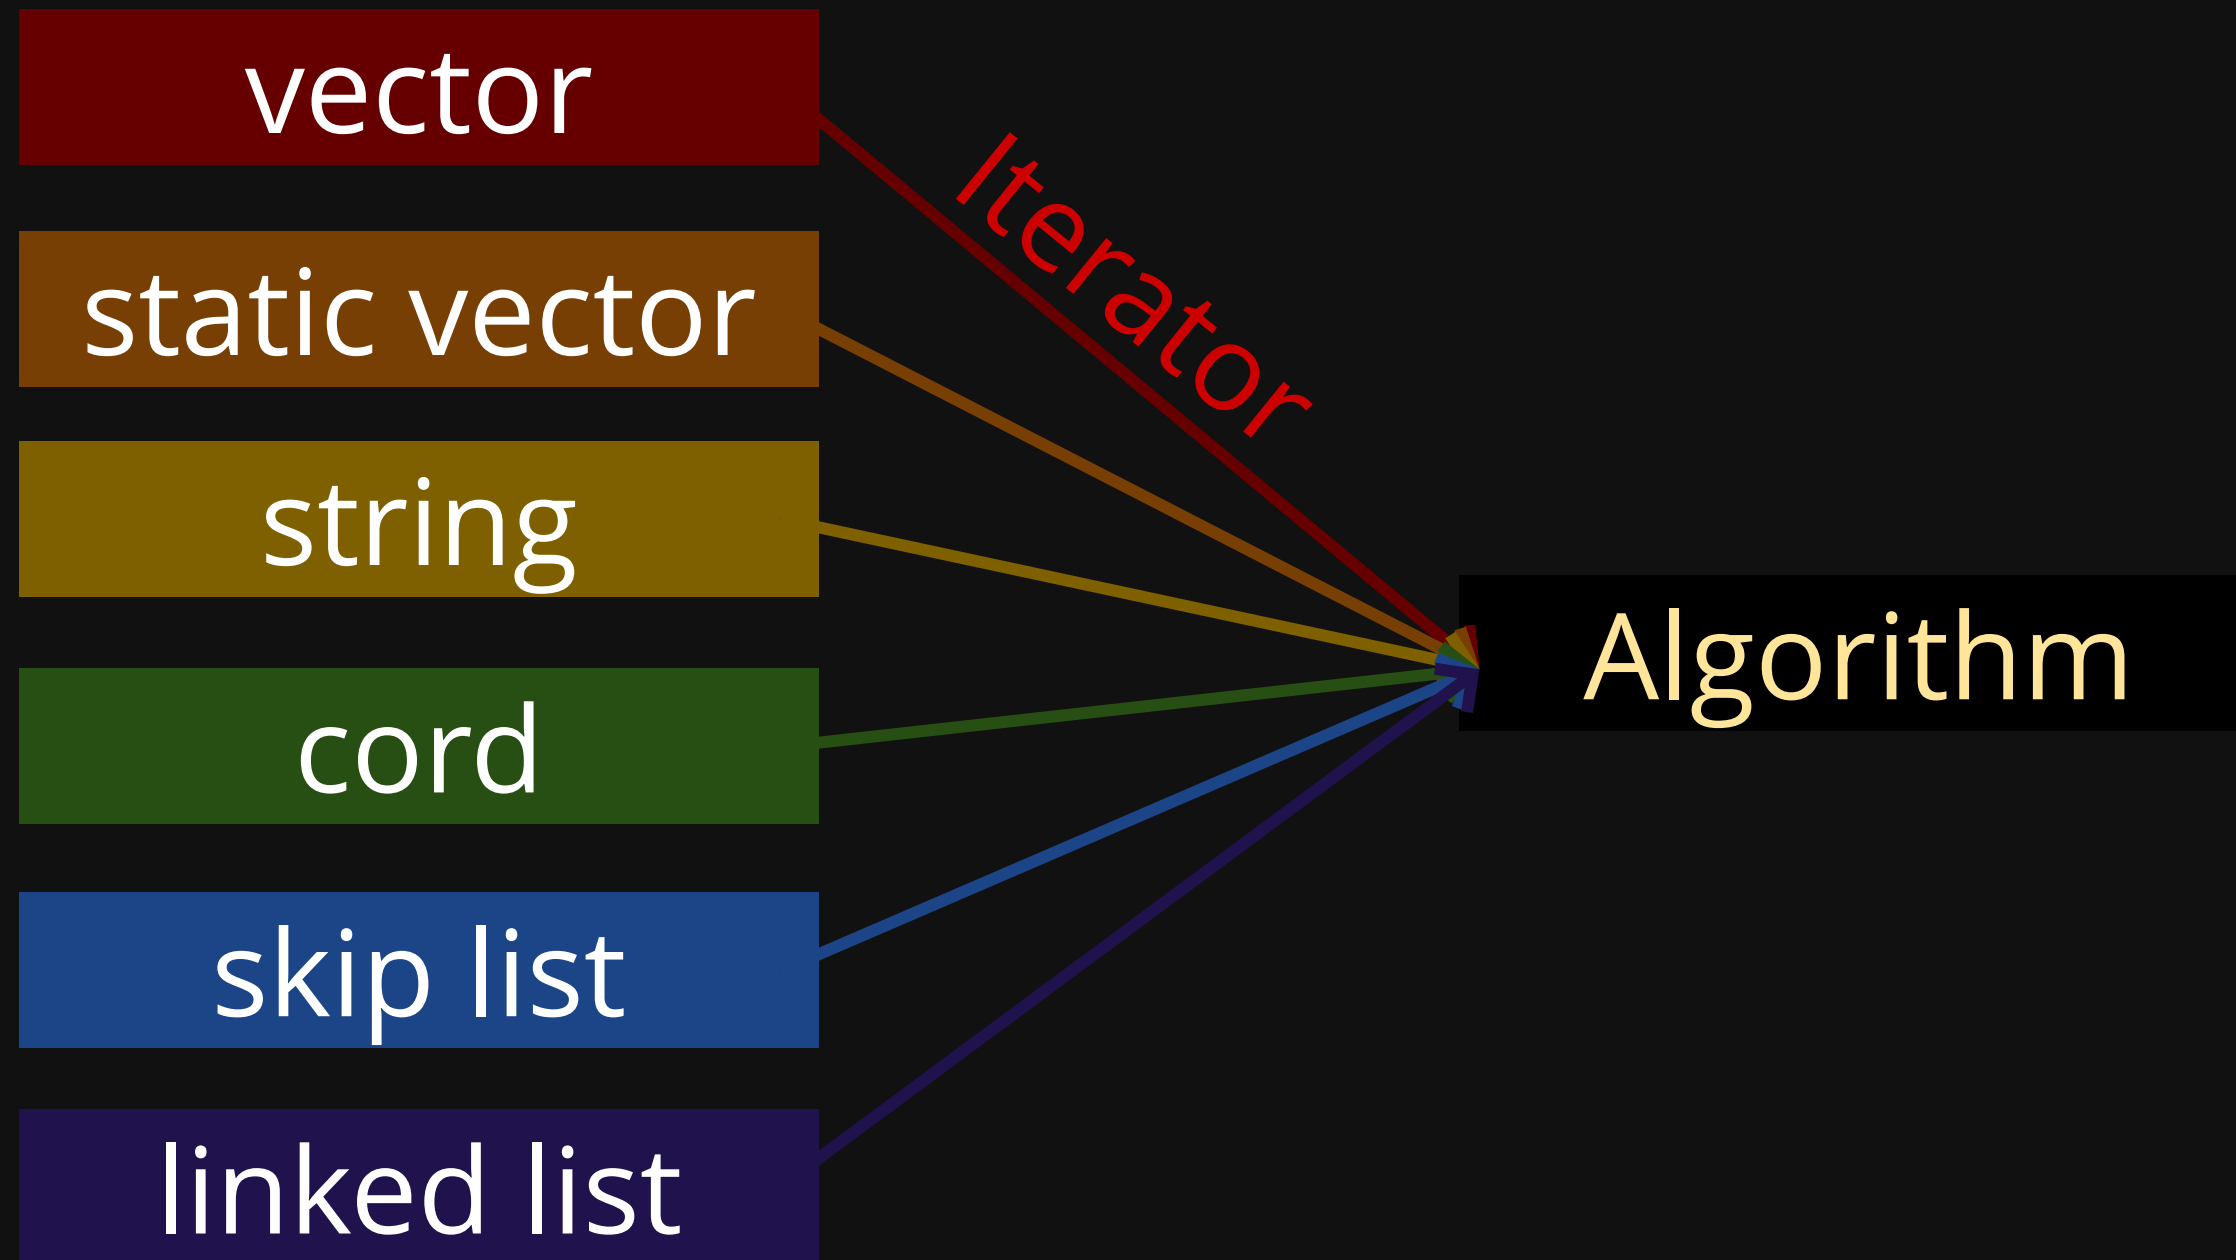 vector
Iterator
static vector
string
Algorithm
cord
skip list
linked list